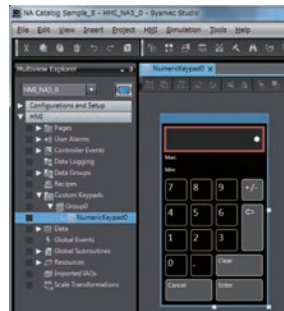 NA Catalog Sample_E - HMI_NA5_0 - Sysmac Studio
File Edit View Insert Project HMI Simulation Tools Help
Multiview Explorer
NumericKeypad0 x
HMI_NA5_0
Configurations and Setup
HMI
Pages
User Alarms
Controller Events
Data Logging
Data Groups
Recipes
Custom Keypads
Group0
NumericKeypad0
Data
Global Events
Global Subroutines
Resources
Imported IAGs
Scale Transformations
Max:
Min:
7 8 9 +/-
4 5 6
1 2 3
0 . Clear
Cancel Enter